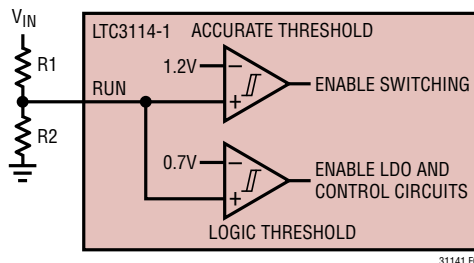 V_IN
R1
R2
LTC3114-1
ACCURATE THRESHOLD
1.2V
–
+
ENABLE SWITCHING
RUN
0.7V
–
+
ENABLE LDO AND
CONTROL CIRCUITS
LOGIC THRESHOLD